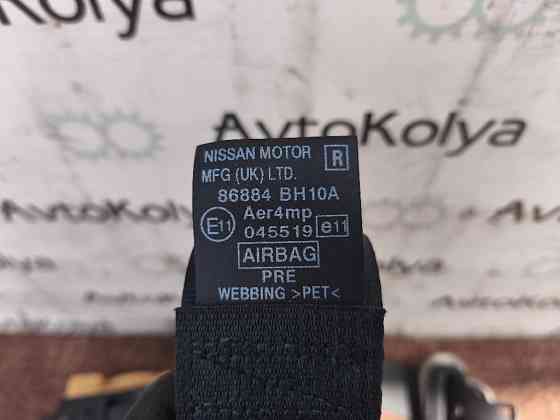 AvtoKolya
NISSAN MOTOR R
MFG (UK) LTD.
86884 BH10A
E11 Aer4mp
045519 e11
AIRBAG
PRE
WEBBING >PET<